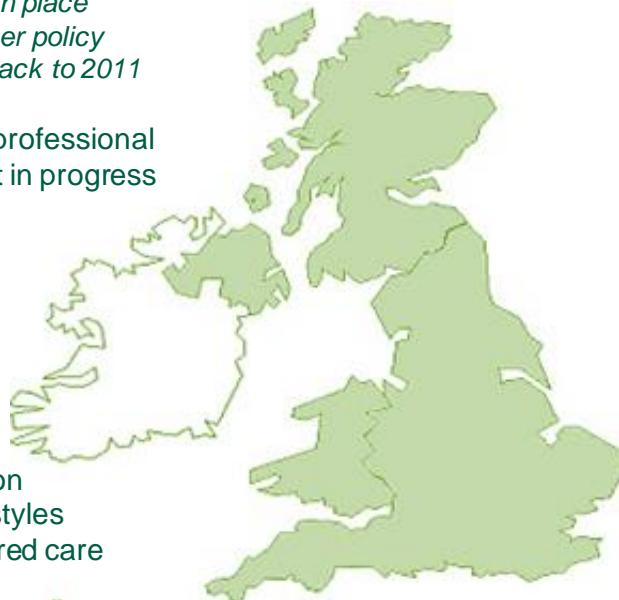 n place
er policy
ack to 2011
professional
t in progress
on
styles
red care